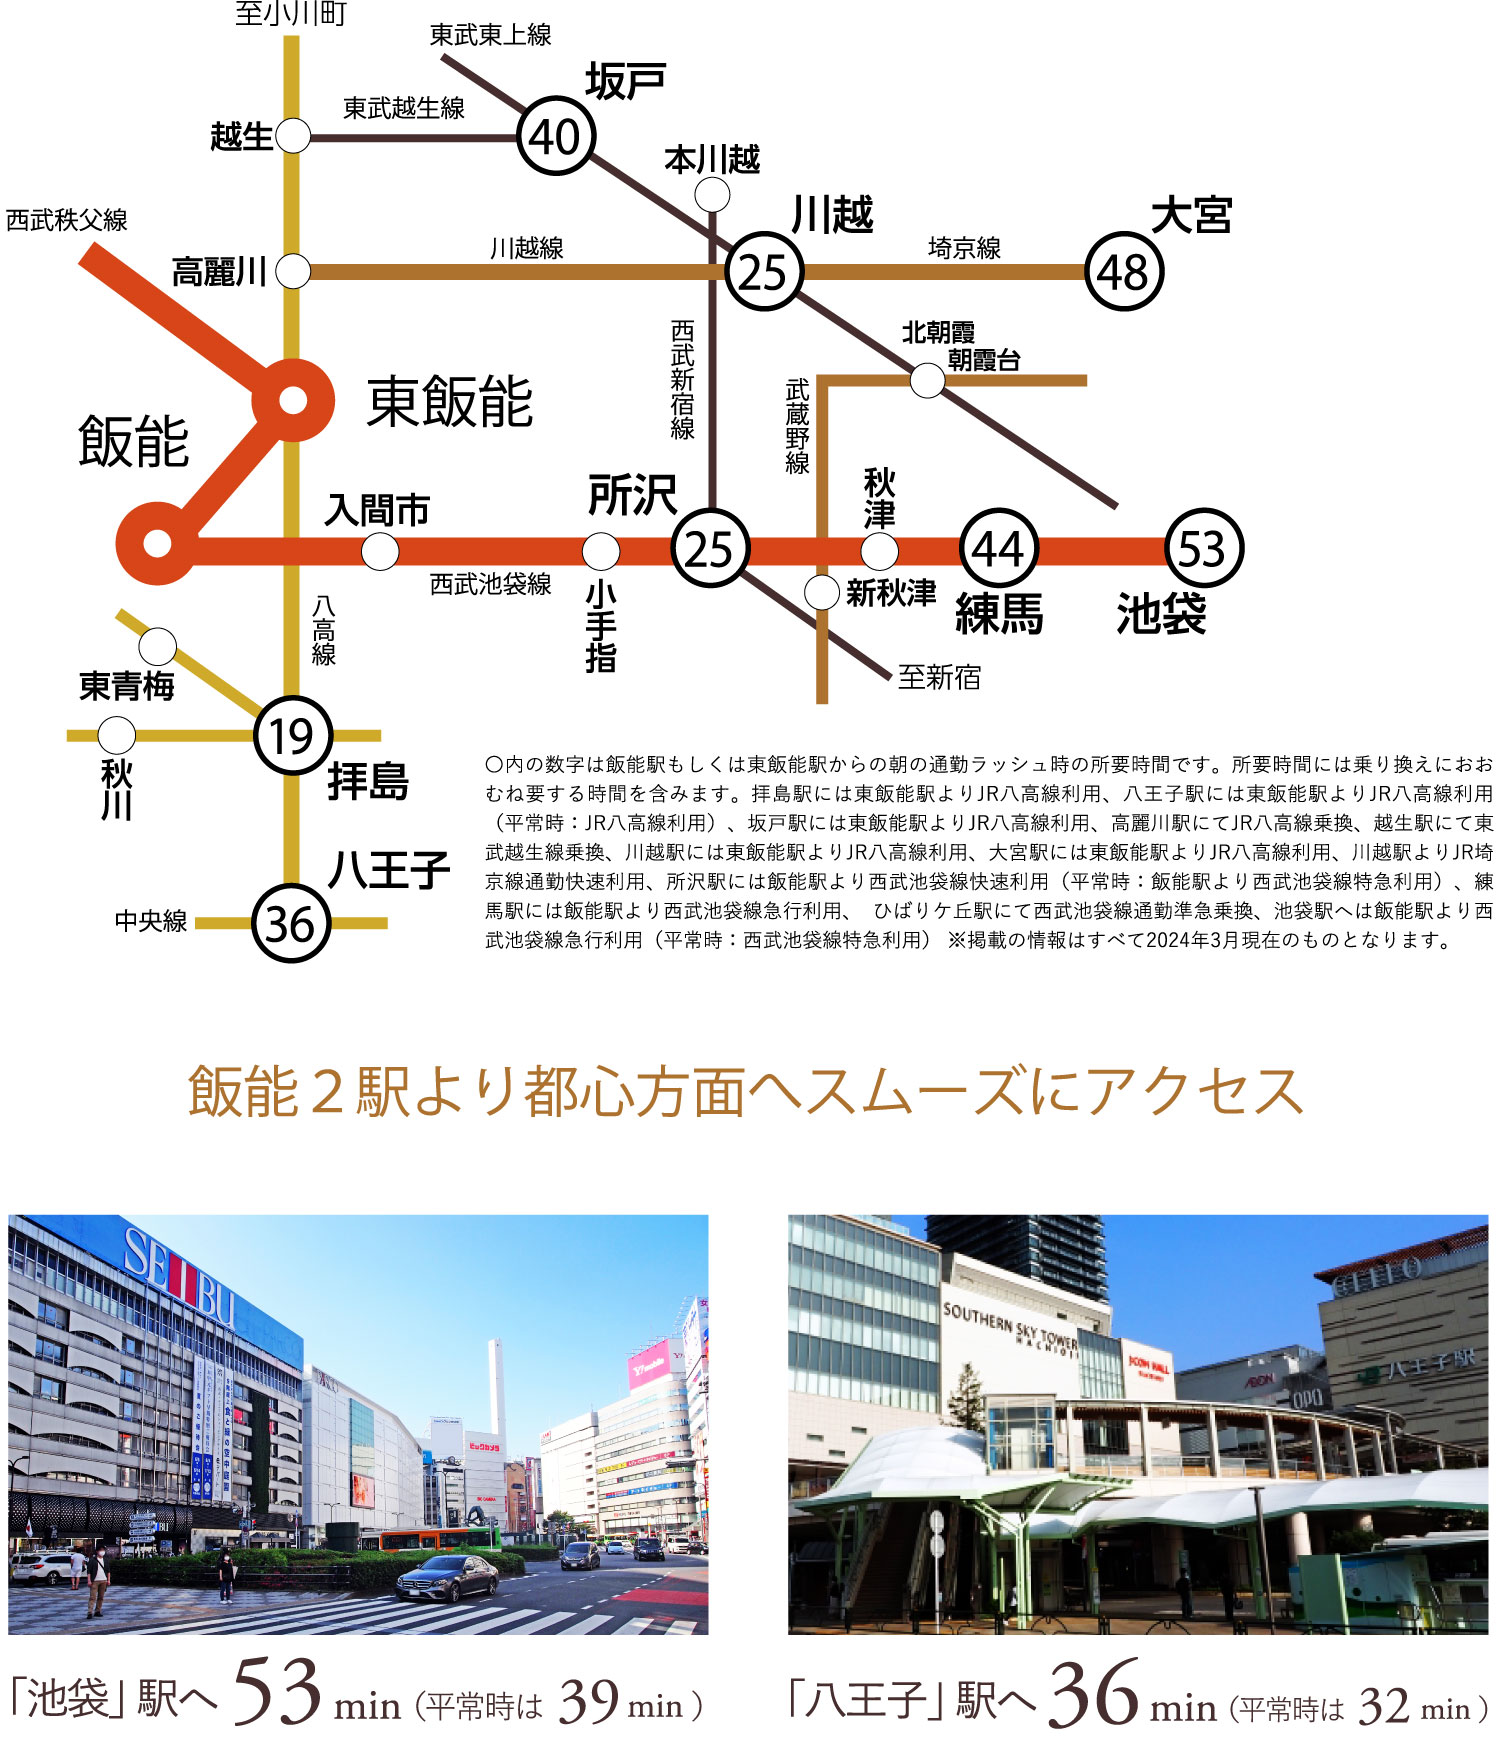 至小川町
東武東上線
坂戸
東武越生線
越生
40
本川越
川越
大宮
西武秩父線
川越線
埼京線
高麗川
25
48
西武新宿線
北朝霞
朝霞台
武蔵野線
東飯能
飯能
秋津
所沢
入間市
25
44
53
西武池袋線
小手指
新秋津
練馬
池袋
八高線
至新宿
東青梅
19
秋川
拝島
八王子
中央線
36
〇内の数字は飯能駅もしくは東飯能駅からの朝の通勤ラッシュ時の所要時間です。所要時間には乗り換えにおお
むね要する時間を含みます。拝島駅には東飯能駅よりJR八高線利用、八王子駅には東飯能駅よりJR八高線利用
（平常時：JR八高線利用）、坂戸駅には東飯能駅よりJR八高線利用、高麗川駅にてJR八高線乗換、越生駅にて東
武越生線乗換、川越駅には東飯能駅よりJR八高線利用、大宮駅には東飯能駅よりJR八高線利用、川越駅よりJR埼
京線通勤快速利用、所沢駅には飯能駅より西武池袋線快速利用（平常時：飯能駅より西武池袋線特急利用）、練
馬駅には飯能駅より西武池袋線急行利用、 ひばりケ丘駅にて西武池袋線通勤準急乗換、池袋駅へは飯能駅より西
武池袋線急行利用（平常時：西武池袋線特急利用） ※掲載の情報はすべて2024年3月現在のものとなります。
飯能２駅より都心方面へスムーズにアクセス
SEIBU
Y!mobile
ビックカメラ
SOUTHERN SKY TOWER
HACHIOJI
J:COM HALL
AEON
OPO
CELEO
八王子駅
「池袋」駅へ 53 min（平常時は 39 min ）
「八王子」駅へ 36 min（平常時は 32 min ）